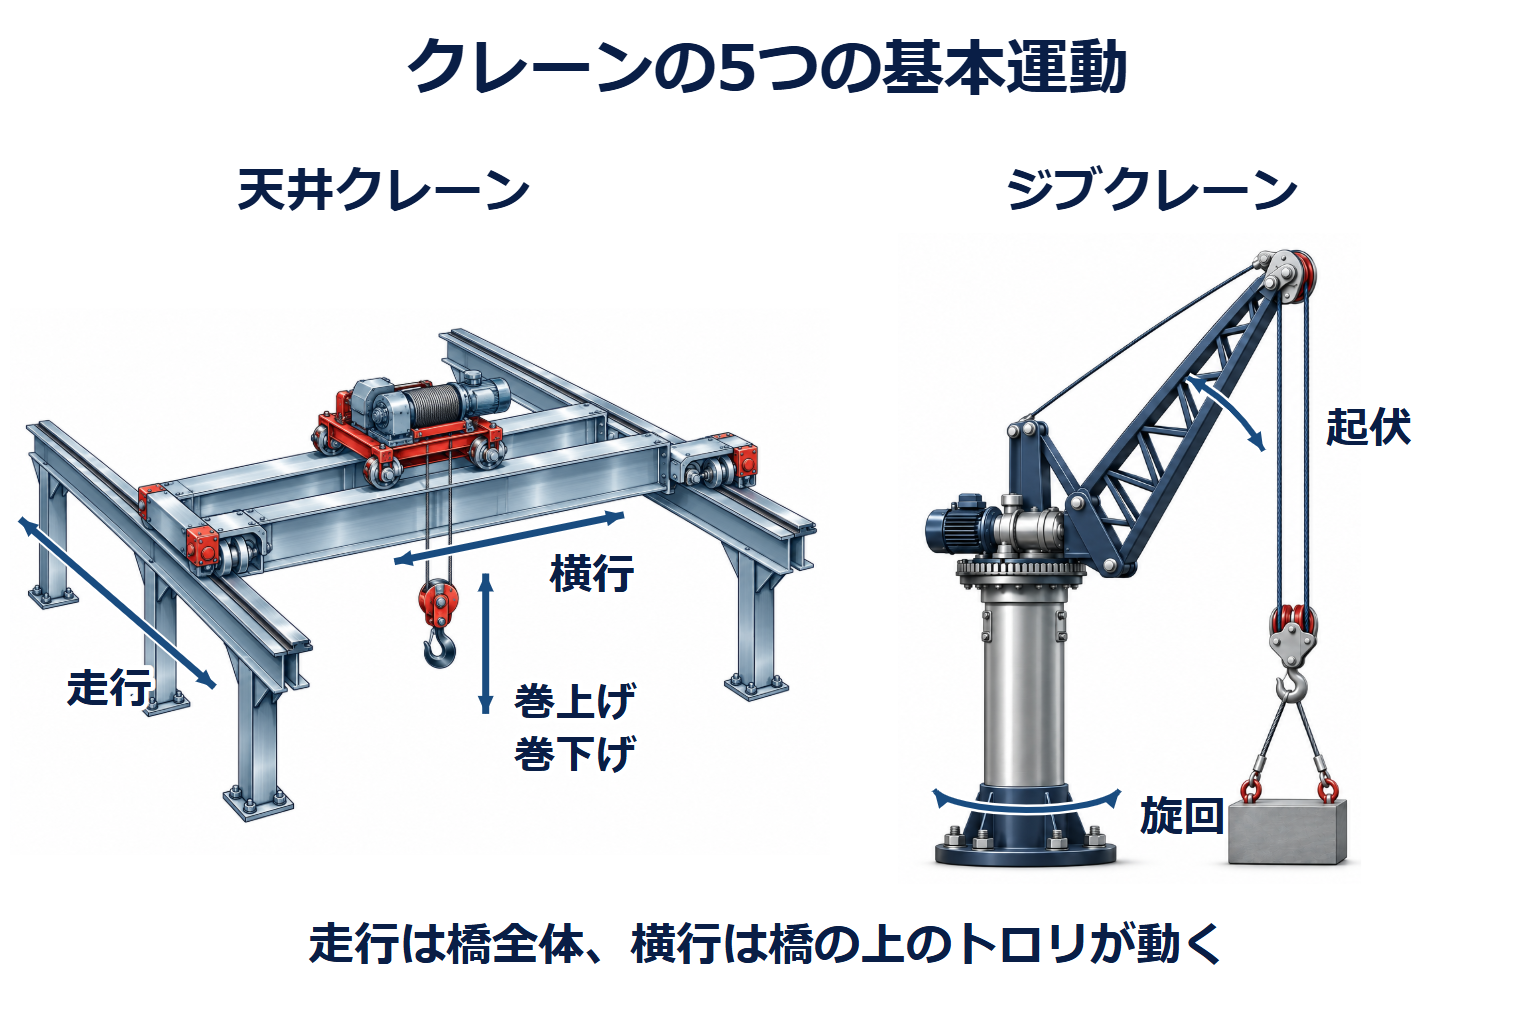 クレーンの5つの基本運動
天井クレーン
ジブクレーン
起伏
横行
走行
巻上げ
巻下げ
旋回
走行は橋全体、横行は橋の上のトロリが動く